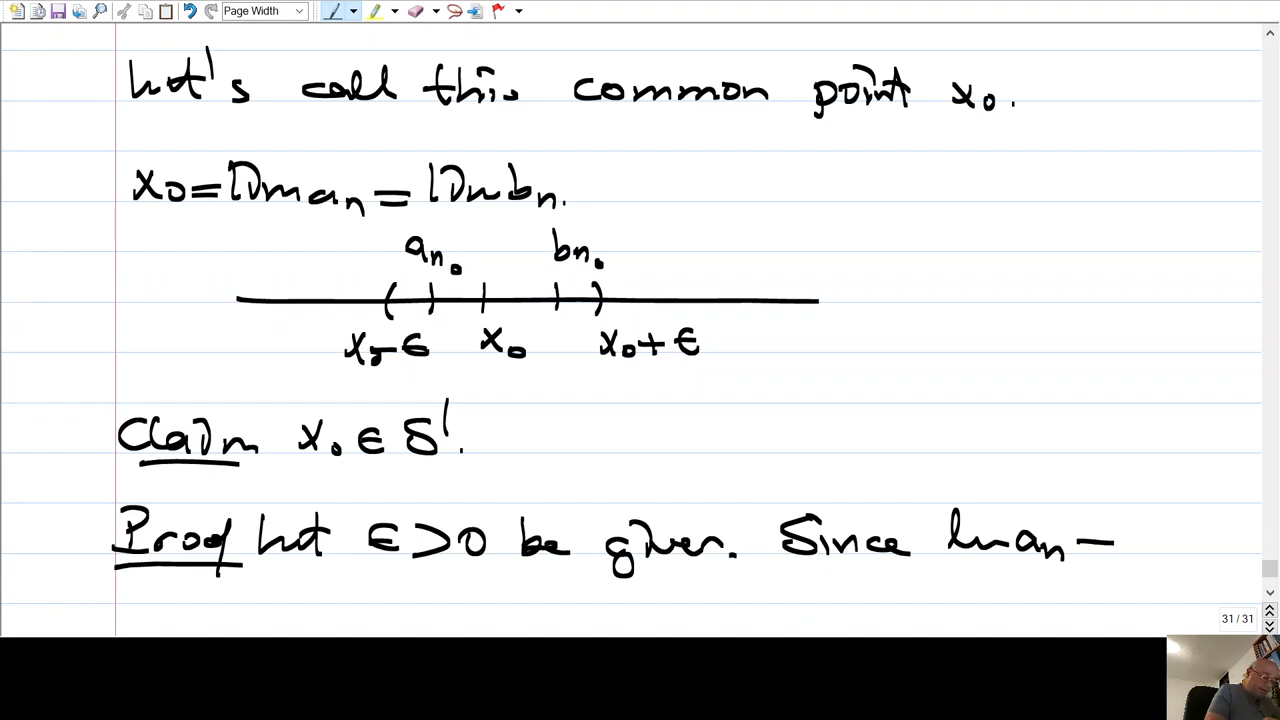 Page Width
Let's call this common point x₀.
x₀ = lim aₙ = lim bₙ.
aₙ₀ bₙ₀
( | | | )
x₀-ϵ x₀ x₀+ϵ
Claim x₀ ∈ S'.
Proof Let ϵ>0 be given. Since lim aₙ =
31 / 31